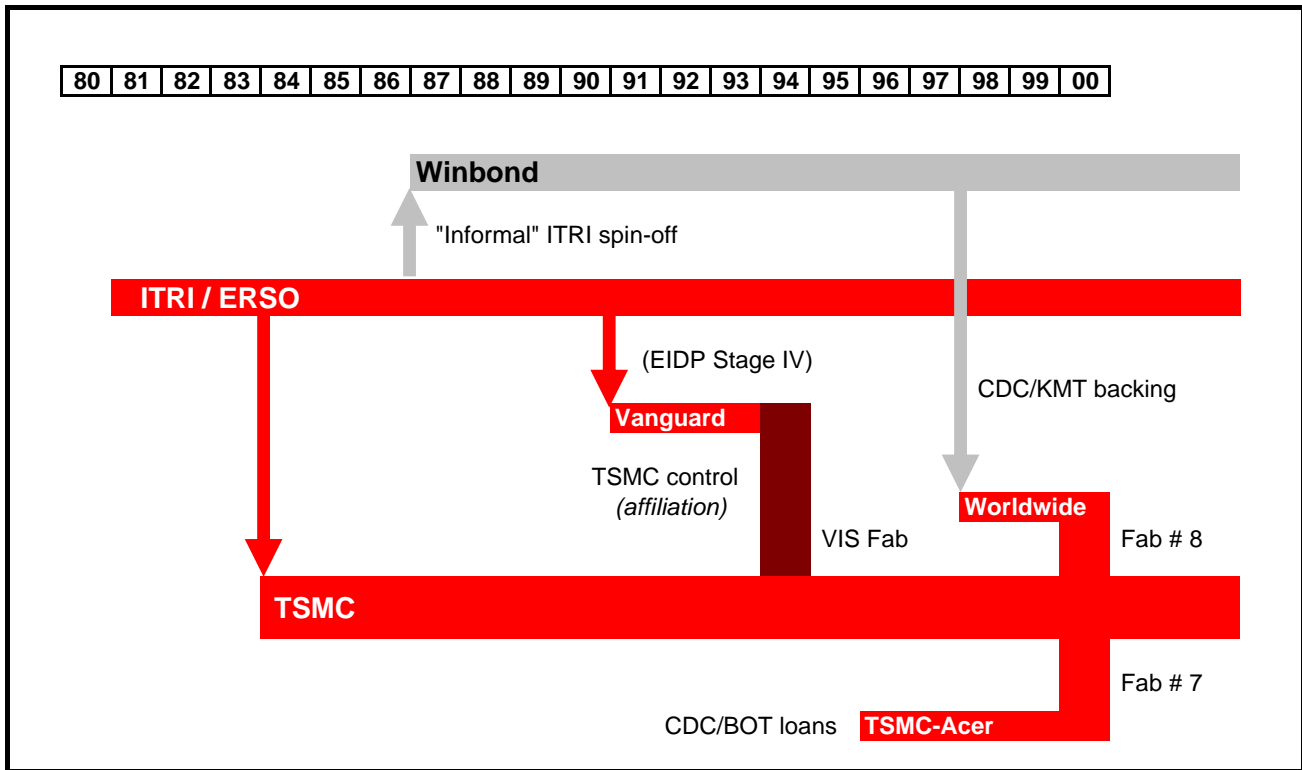 80 81 82 83 84 85 86 87 88 89 90 91 92 93 94 95 96 97 98 99 00
Winbond
"Informal" ITRI spin-off
ITRI / ERSO
(EIDP Stage IV)
CDC/KMT backing
Vanguard
TSMC control
(affiliation)
Worldwide
VIS Fab
Fab # 8
TSMC
Fab # 7
CDC/BOT loans
TSMC-Acer